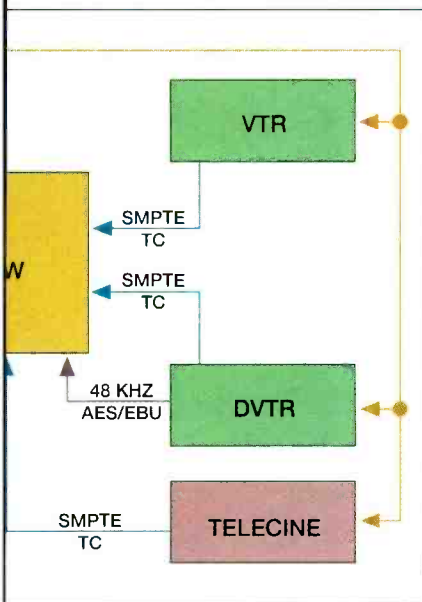 VTR
SMPTE
TC
W
SMPTE
TC
48 KHZ
AES/EBU
DVTR
SMPTE
TC
TELECINE